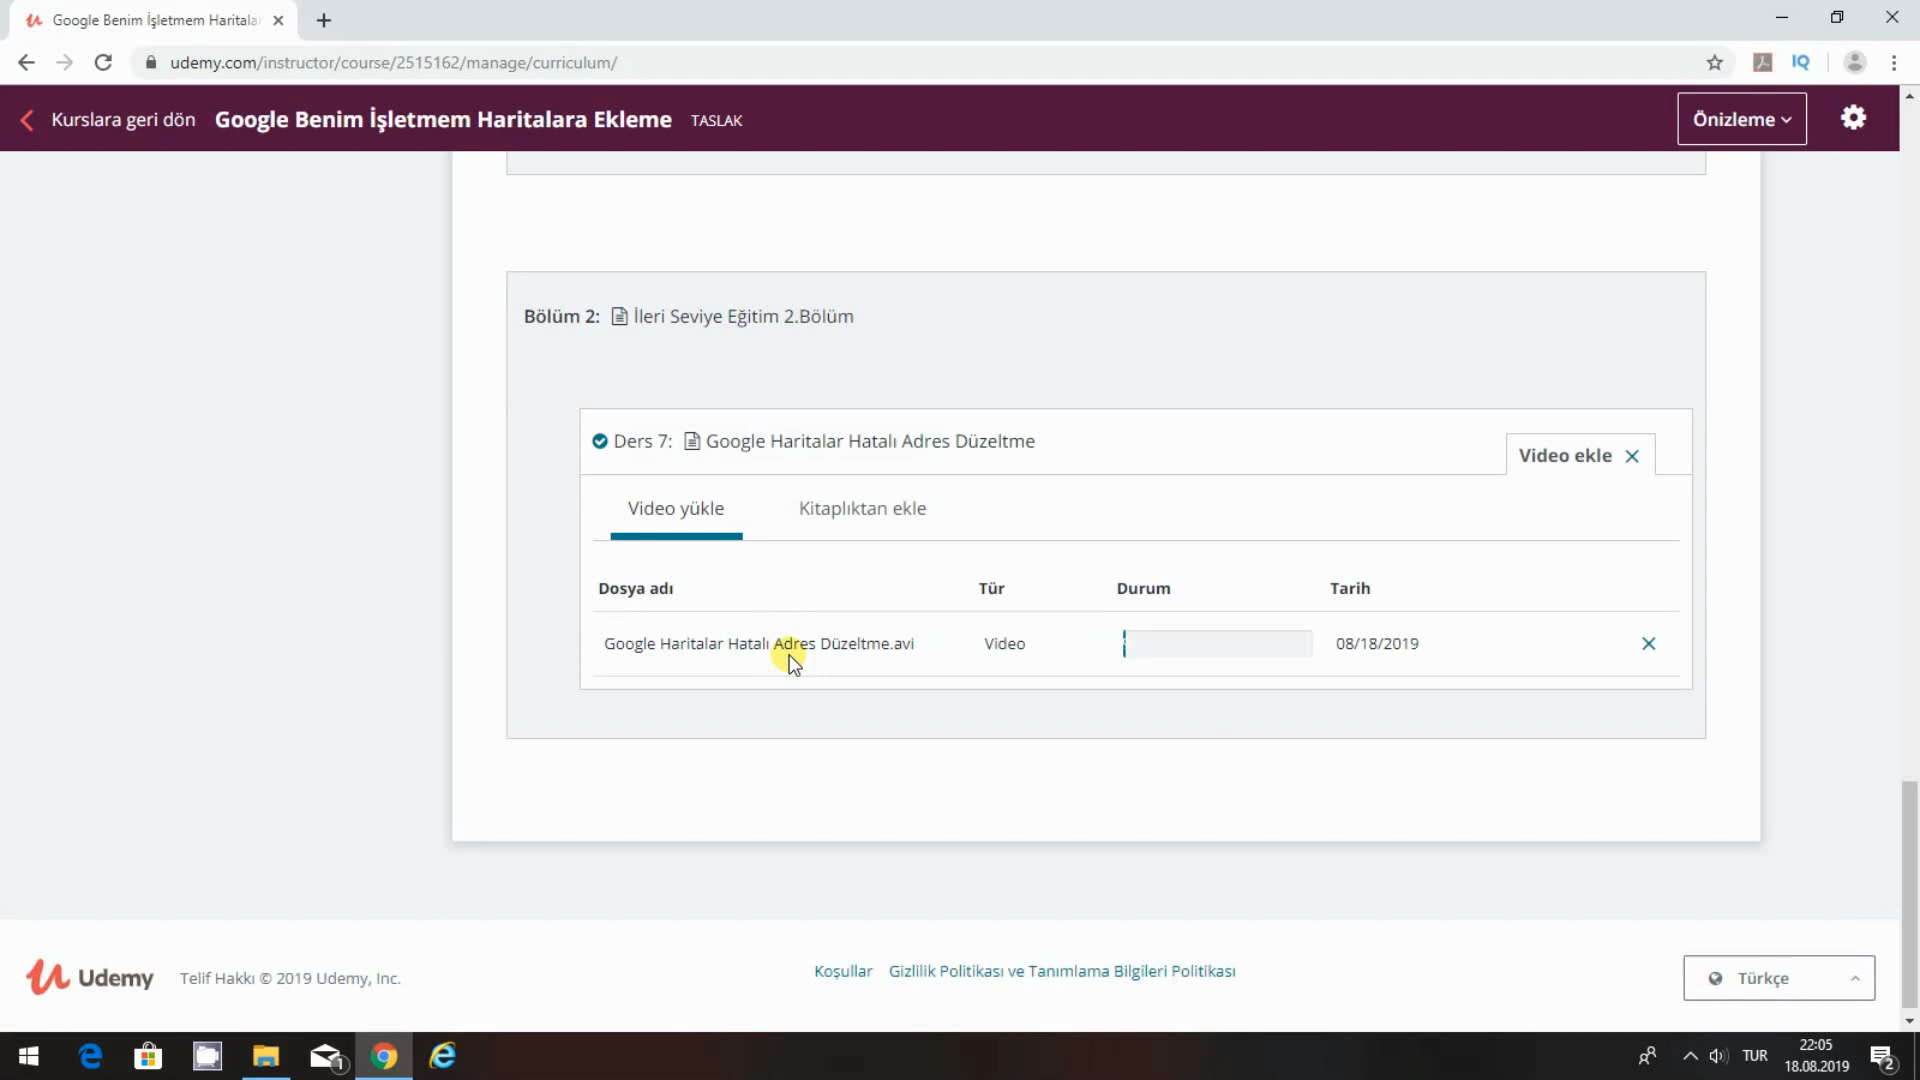 Google Benim İşletmem Haritala
udemy.com/instructor/course/2515162/manage/curriculum/
IQ
Kurslara geri dön
Google Benim İşletmem Haritalara Ekleme
TASLAK
Önizleme
Bölüm 2: İleri Seviye Eğitim 2.Bölüm
Ders 7: Google Haritalar Hatalı Adres Düzeltme
Video ekle
Video yükle
Kitaplıktan ekle
Dosya adı
Tür
Durum
Tarih
Google Haritalar Hatalı Adres Düzeltme.avi
Video
08/18/2019
Udemy
Telif Hakkı © 2019 Udemy, Inc.
Koşullar
Gizlilik Politikası ve Tanımlama Bilgileri Politikası
Türkçe
1
TUR
22:05
18.08.2019
2